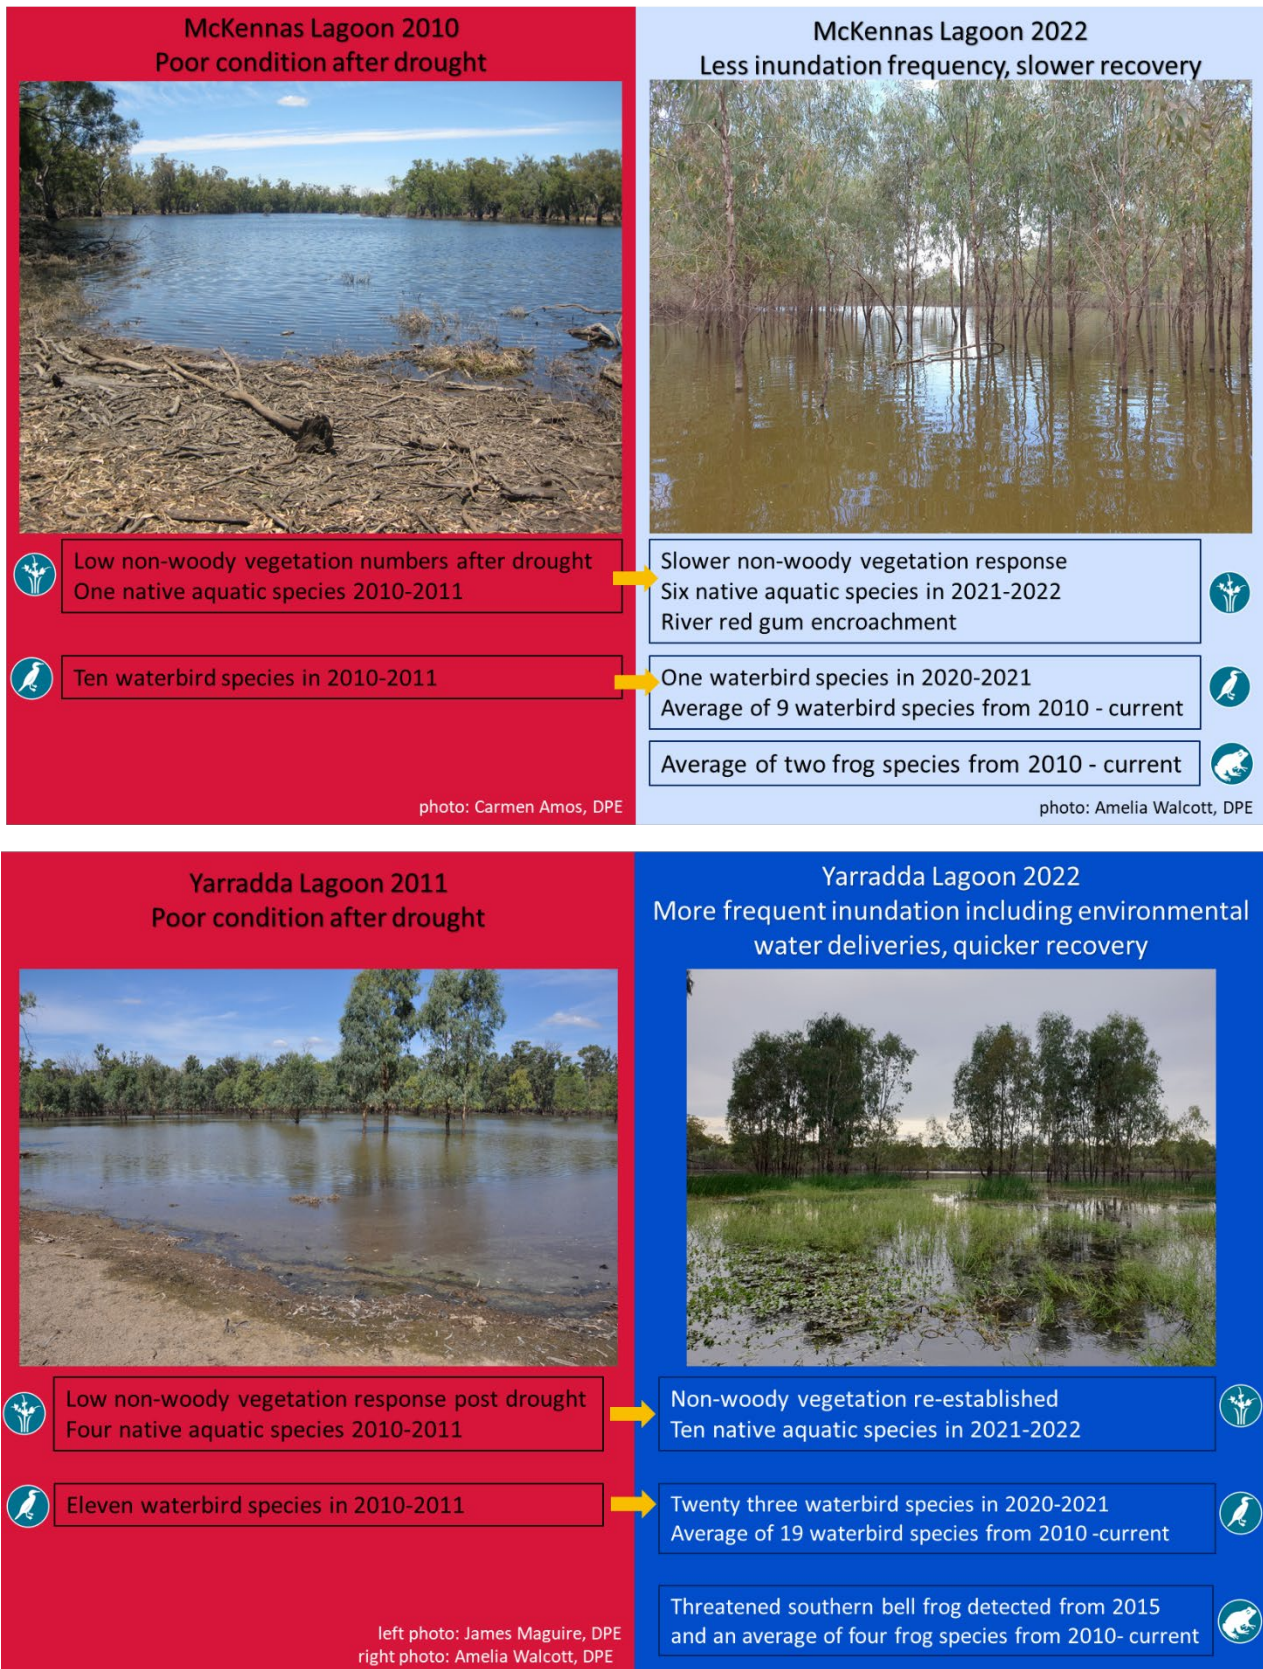 McKennas Lagoon 2010
Poor condition after drought
Low non-woody vegetation numbers after drought
One native aquatic species 2010-2011
Ten waterbird species in 2010-2011
photo: Carmen Amos, DPE
McKennas Lagoon 2022
Less inundation frequency, slower recovery
Slower non-woody vegetation response
Six native aquatic species in 2021-2022
River red gum encroachment
One waterbird species in 2020-2021
Average of 9 waterbird species from 2010 - current
Average of two frog species from 2010 - current
photo: Amelia Walcott, DPE
Yarradda Lagoon 2011
Poor condition after drought
Low non-woody vegetation response post drought
Four native aquatic species 2010-2011
Eleven waterbird species in 2010-2011
left photo: James Maguire, DPE
right photo: Amelia Walcott, DPE
Yarradda Lagoon 2022
More frequent inundation including environmental
water deliveries, quicker recovery
Non-woody vegetation re-established
Ten native aquatic species in 2021-2022
Twenty three waterbird species in 2020-2021
Average of 19 waterbird species from 2010 -current
Threatened southern bell frog detected from 2015
and an average of four frog species from 2010- current